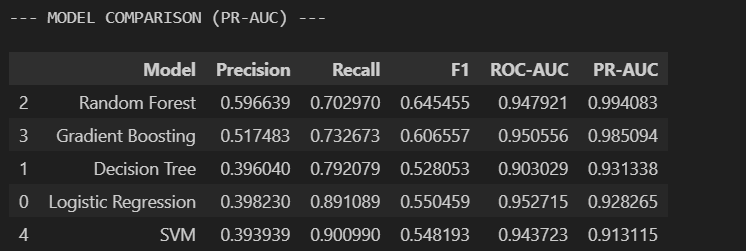 --- MODEL COMPARISON (PR-AUC) ---
Model Precision Recall F1 ROC-AUC PR-AUC
2 Random Forest 0.596639 0.702970 0.645455 0.947921 0.994083
3 Gradient Boosting 0.517483 0.732673 0.606557 0.950556 0.985094
1 Decision Tree 0.396040 0.792079 0.528053 0.903029 0.931338
0 Logistic Regression 0.398230 0.891089 0.550459 0.952715 0.928265
4 SVM 0.393939 0.900990 0.548193 0.943723 0.913115